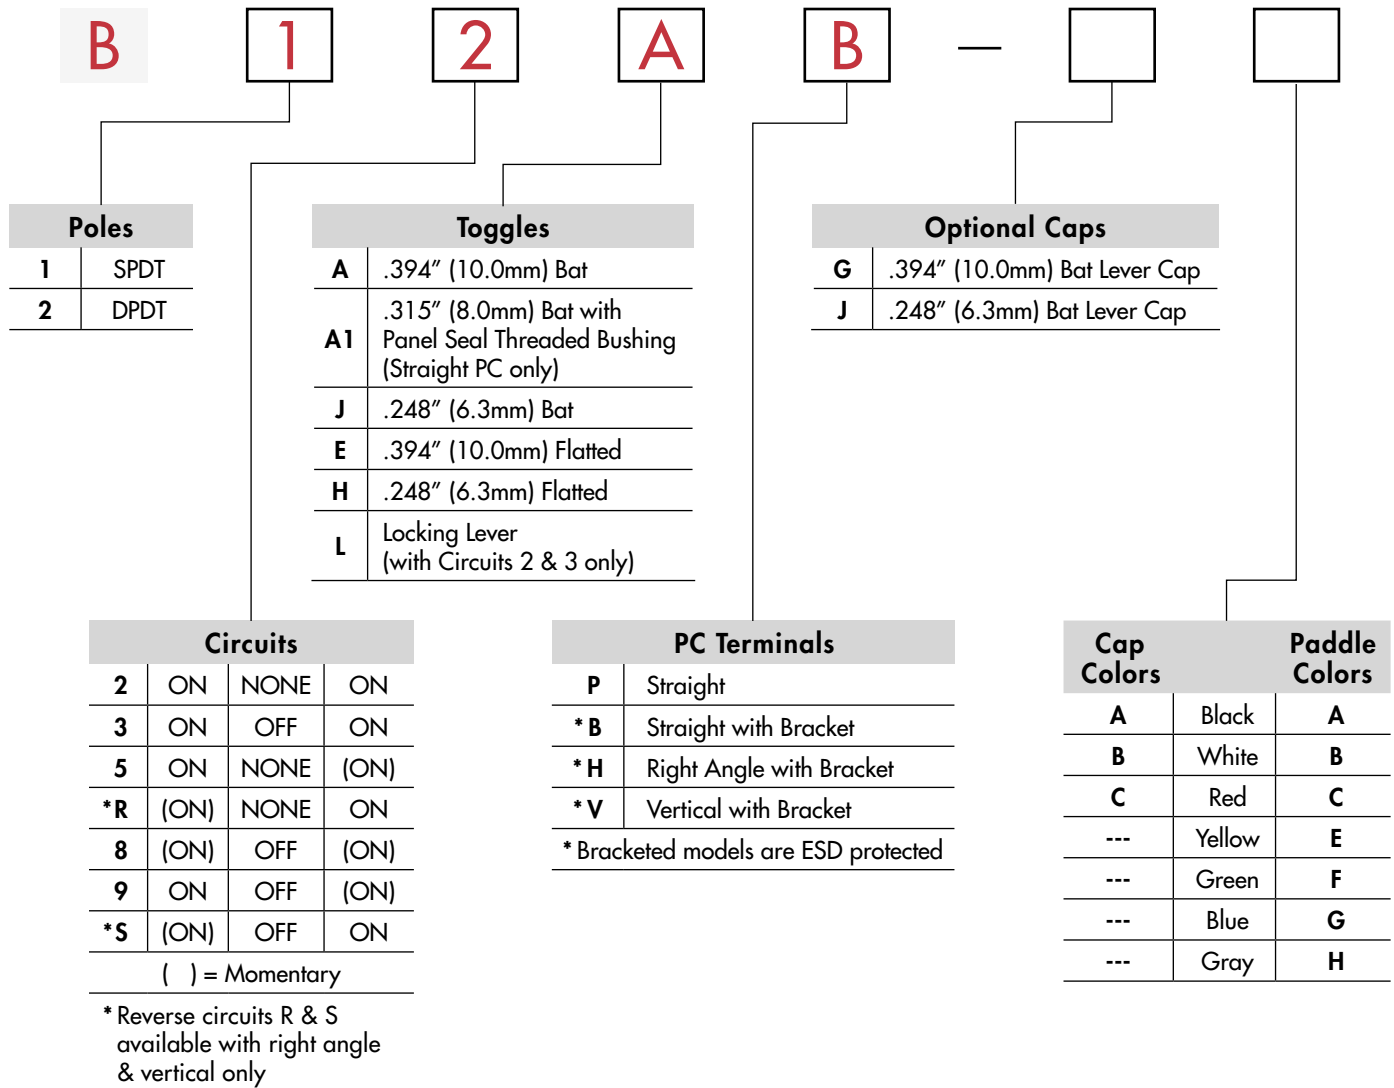 B 1 2 A B —
Poles
1 SPDT
2 DPDT
Toggles
A .394" (10.0mm) Bat
A1 .315" (8.0mm) Bat with
Panel Seal Threaded Bushing
(Straight PC only)
J .248" (6.3mm) Bat
E .394" (10.0mm) Flatted
H .248" (6.3mm) Flatted
L Locking Lever
(with Circuits 2 & 3 only)
Optional Caps
G .394" (10.0mm) Bat Lever Cap
J .248" (6.3mm) Bat Lever Cap
Circuits
2 ON NONE ON
3 ON OFF ON
5 ON NONE (ON)
*R (ON) NONE ON
8 (ON) OFF (ON)
9 ON OFF (ON)
*S (ON) OFF ON
( ) = Momentary
* Reverse circuits R & S
available with right angle
& vertical only
PC Terminals
P Straight
*B Straight with Bracket
*H Right Angle with Bracket
*V Vertical with Bracket
* Bracketed models are ESD protected
Cap Paddle
Colors Colors
A Black A
B White B
C Red C
--- Yellow E
--- Green F
--- Blue G
--- Gray H